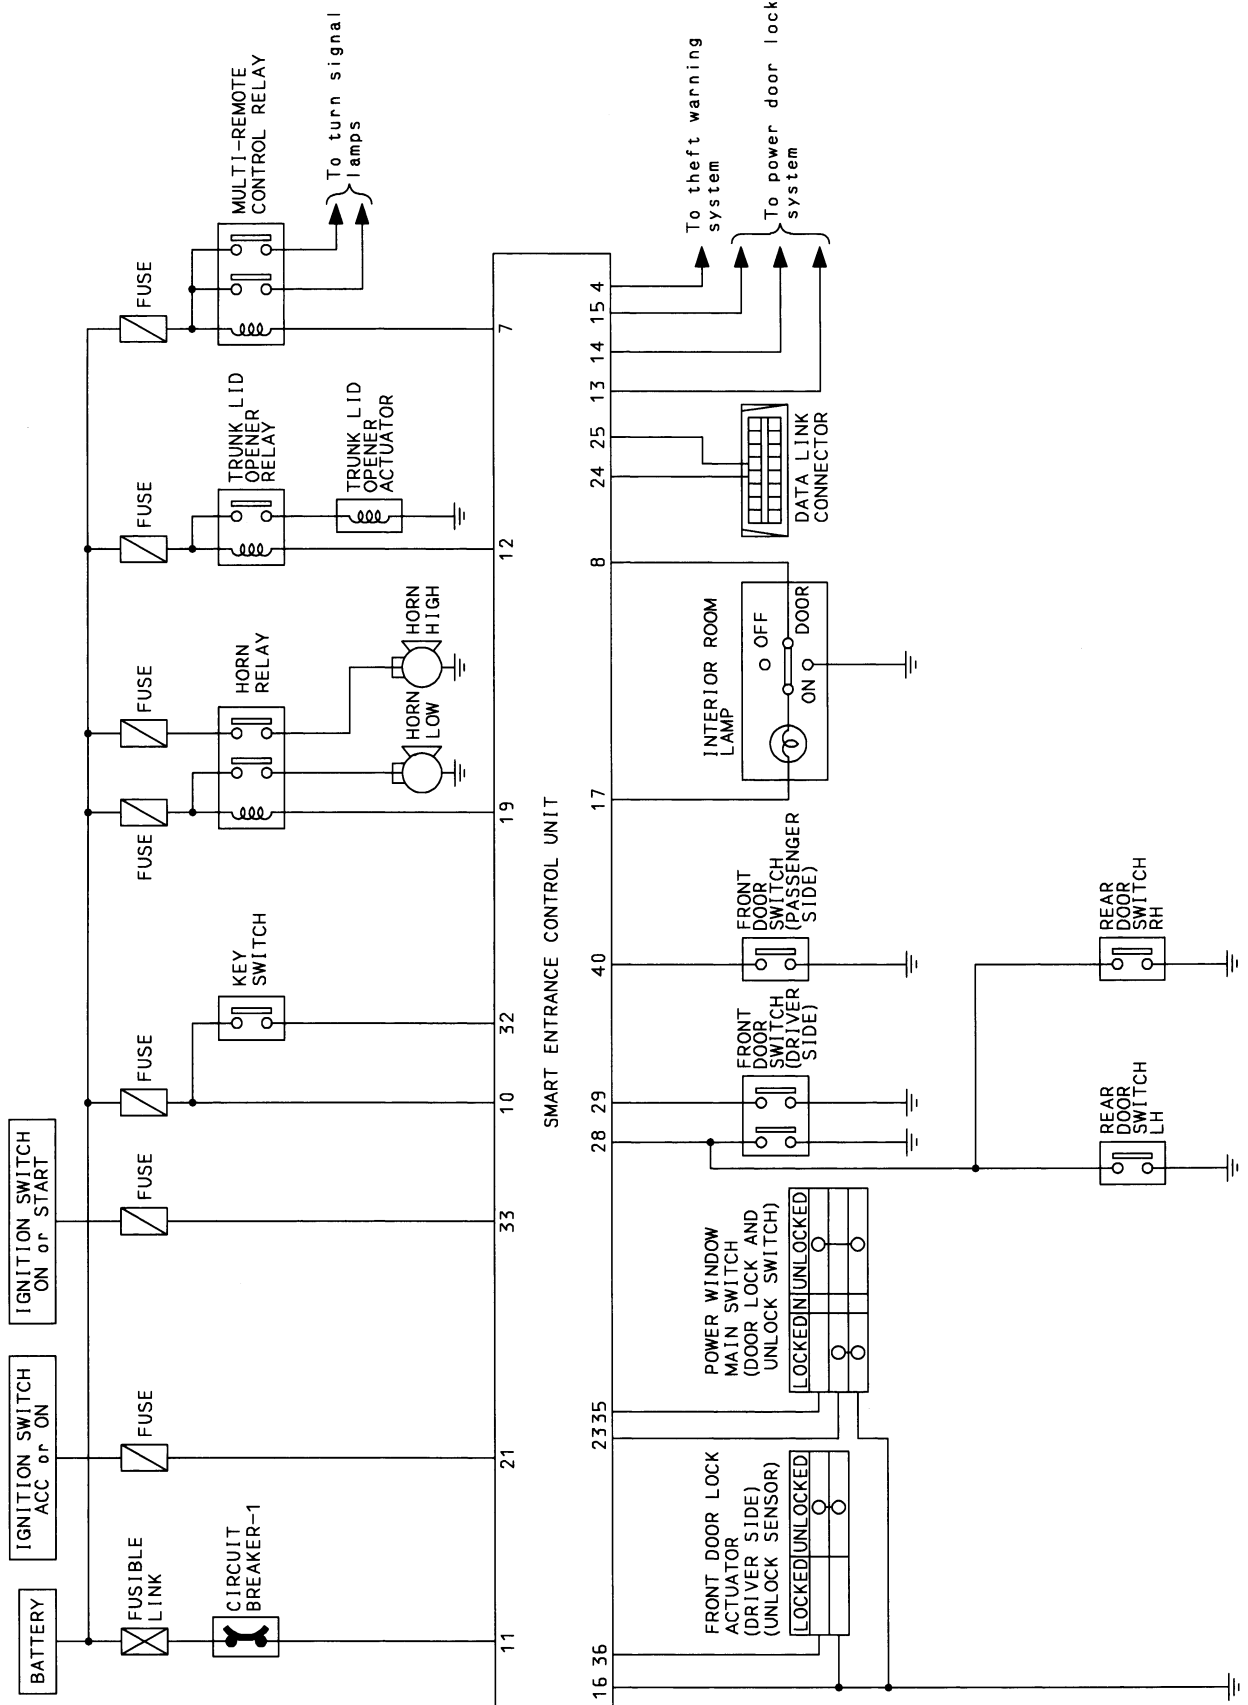 BATTERY
IGNITION SWITCH
ACC or ON
IGNITION SWITCH
ON or START
FUSIBLE
LINK
CIRCUIT
BREAKER-1
FUSE
FUSE
FUSE
KEY
SWITCH
FUSE
FUSE
HORN
RELAY
HORN
LOW
HORN
HIGH
FUSE
TRUNK LID
OPENER
RELAY
TRUNK LID
OPENER
ACTUATOR
FUSE
MULTI-REMOTE
CONTROL RELAY
To turn signal
lamps
11
21
33
10
32
19
12
7
SMART ENTRANCE CONTROL UNIT
16
36
23
35
28
29
40
17
8
24
25
13
14
15
4
FRONT DOOR LOCK
ACTUATOR
(DRIVER SIDE)
(UNLOCK SENSOR)
LOCKED
UNLOCKED
POWER WINDOW
MAIN SWITCH
(DOOR LOCK AND
UNLOCK SWITCH)
LOCKED
N
UNLOCKED
FRONT
DOOR
SWITCH
(DRIVER
SIDE)
FRONT
DOOR
SWITCH
(PASSENGER
SIDE)
INTERIOR ROOM
LAMP
OFF
ON
DOOR
DATA LINK
CONNECTOR
To theft warning
system
To power door lock
system
REAR
DOOR
SWITCH
LH
REAR
DOOR
SWITCH
RH